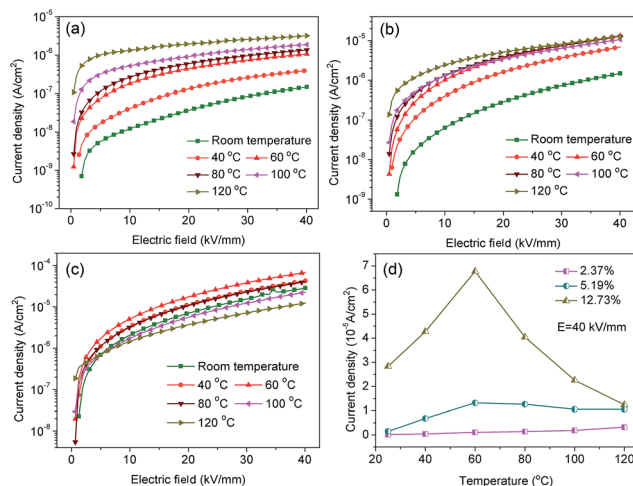 (a)
Current density (A/cm²)
10⁻⁵
10⁻⁶
10⁻⁷
10⁻⁸
10⁻⁹
10⁻¹⁰
Room temperature
40 °C 60 °C
80 °C 100 °C
120 °C
0 10 20 30 40
Electric field (kV/mm)
(b)
Current density (A/cm²)
10⁻⁵
10⁻⁶
10⁻⁷
10⁻⁸
10⁻⁹
Room temperature
40 °C 60 °C
80 °C 100 °C
120 °C
0 10 20 30 40
Electric field (kV/mm)
(c)
Current density (A/cm²)
10⁻⁴
10⁻⁵
10⁻⁶
10⁻⁷
10⁻⁸
Room temperature
40 °C 60 °C
80 °C 100 °C
120 °C
0 10 20 30 40
Electric field (kV/mm)
(d)
Current density (10⁻⁵A/cm²)
7
6
5
4
3
2
1
0
2.37%
5.19%
12.73%
E=40 kV/mm
20 40 60 80 100 120
Temperature (°C)